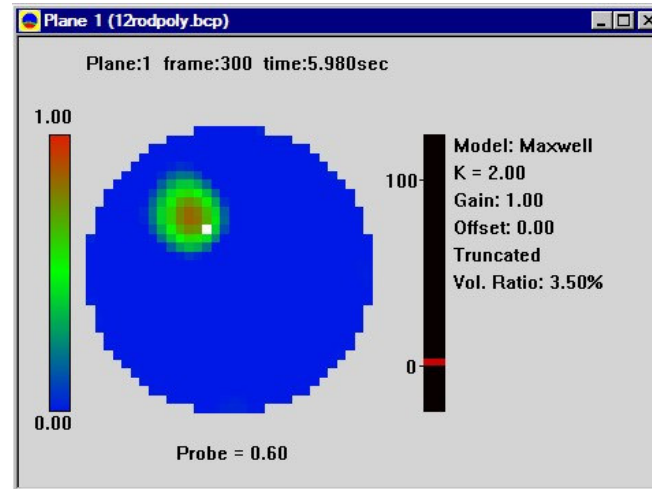 Plane 1 (12rodpoly.bcp)
Plane:1 frame:300 time:5.980sec
1.00
0.00
Probe = 0.60
100
0
Model: Maxwell
K = 2.00
Gain: 1.00
Offset: 0.00
Truncated
Vol. Ratio: 3.50%